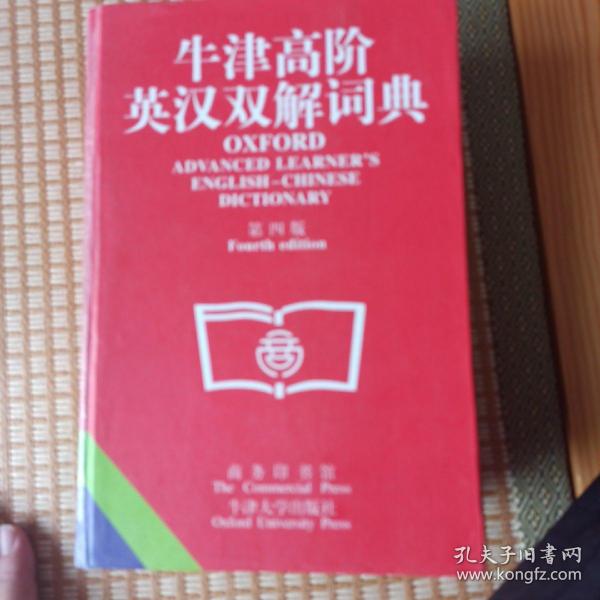 牛津高阶
英汉双解词典
OXFORD
ADVANCED LEARNER'S
ENGLISH-CHINESE
DICTIONARY
第四版
Fourth edition
商务印书馆
The Commercial Press
牛津大学出版社
Oxford University Press
孔夫子旧书网
www.kongfz.com